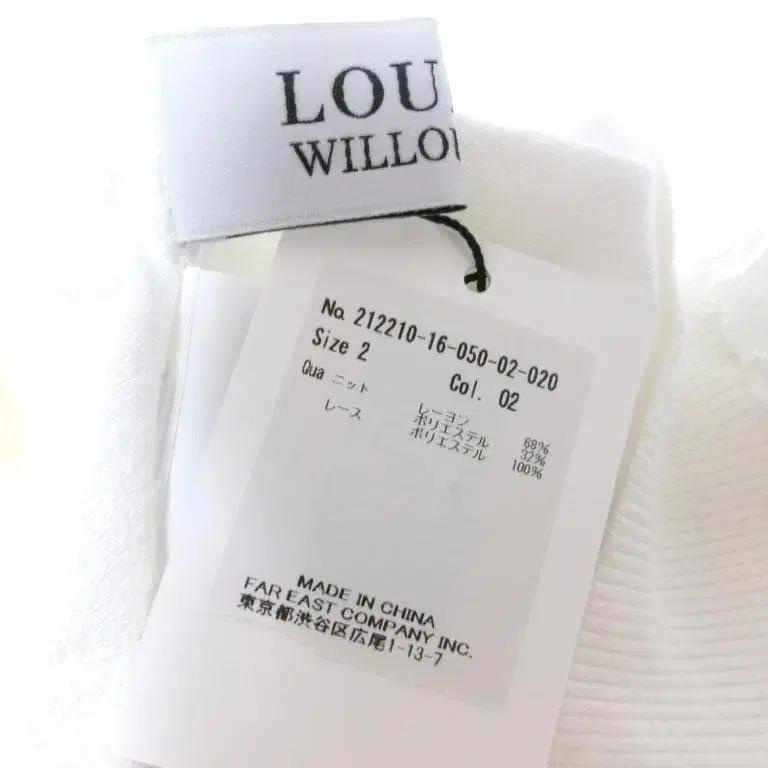 LOU
WILLOU
No. 212210-16-050-02-020
Size 2 Col. 02
Qua ニット レーヨン 68%
ポリエステル 32%
レース ポリエステル 100%
MADE IN CHINA
FAR EAST COMPANY INC.
東京都渋谷区広尾1-13-7